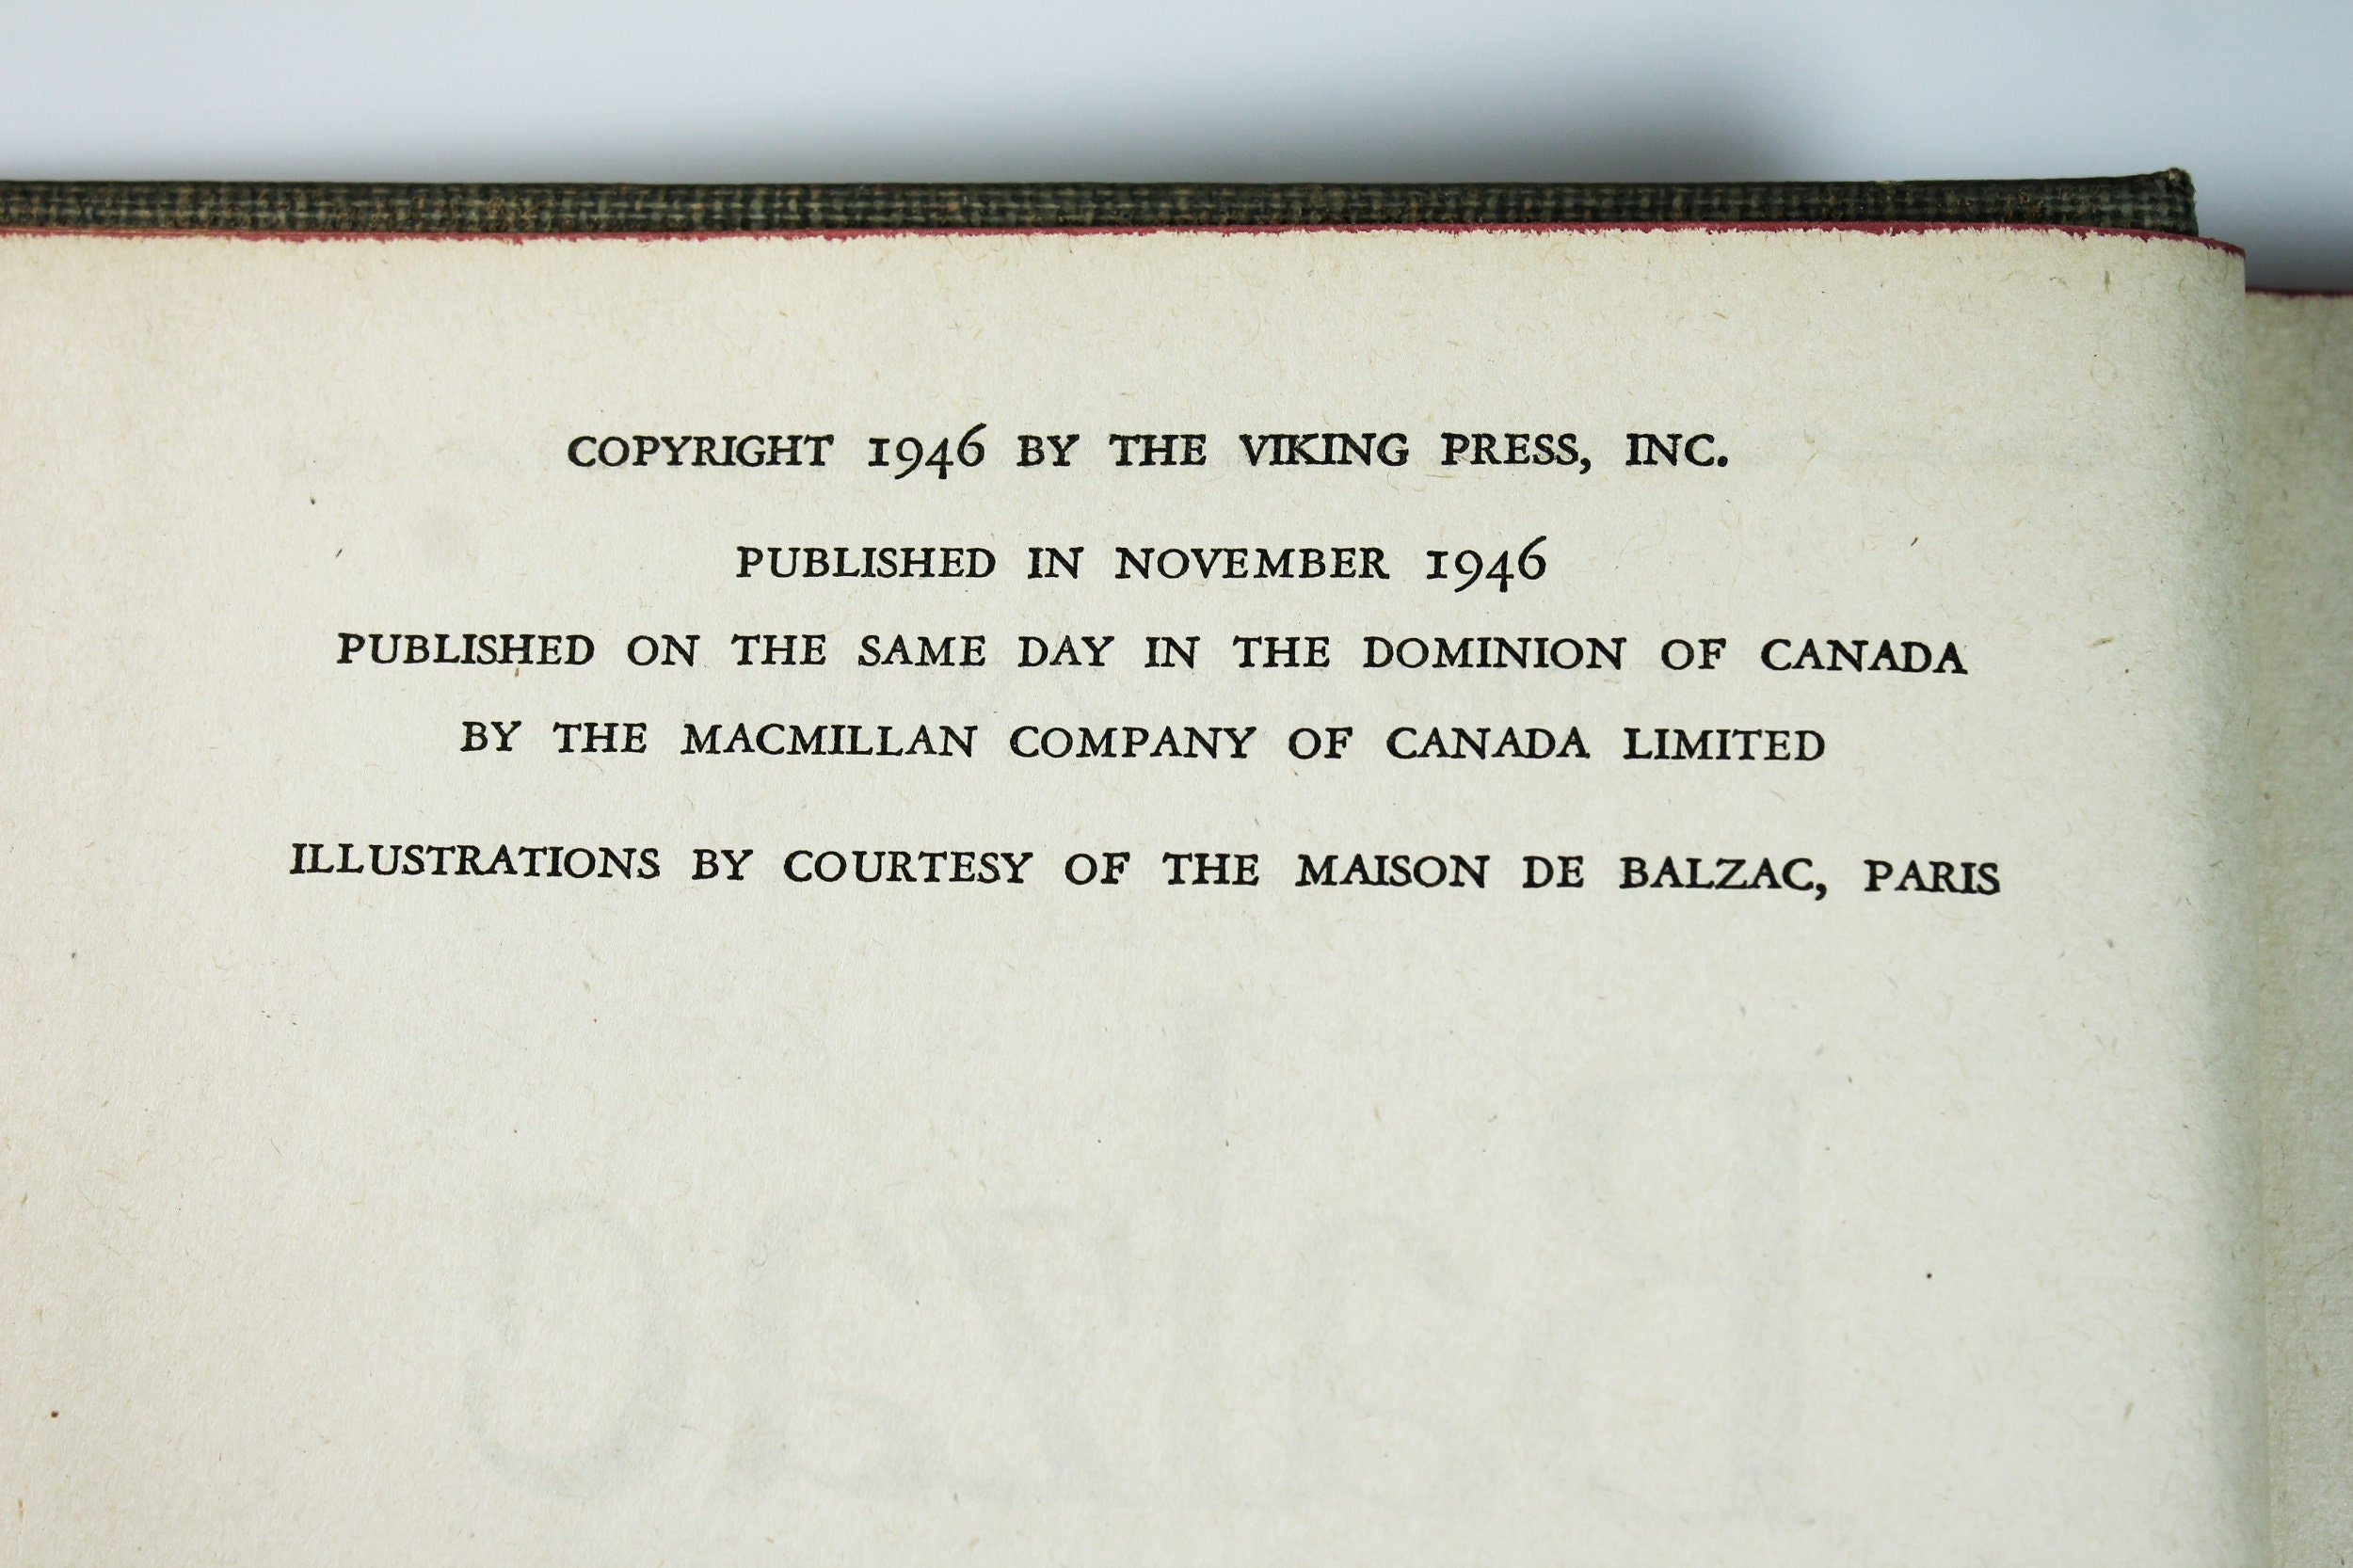 COPYRIGHT 1946 BY THE VIKING PRESS, INC.
PUBLISHED IN NOVEMBER 1946
PUBLISHED ON THE SAME DAY IN THE DOMINION OF CANADA
BY THE MACMILLAN COMPANY OF CANADA LIMITED
ILLUSTRATIONS BY COURTESY OF THE MAISON DE BALZAC, PARIS